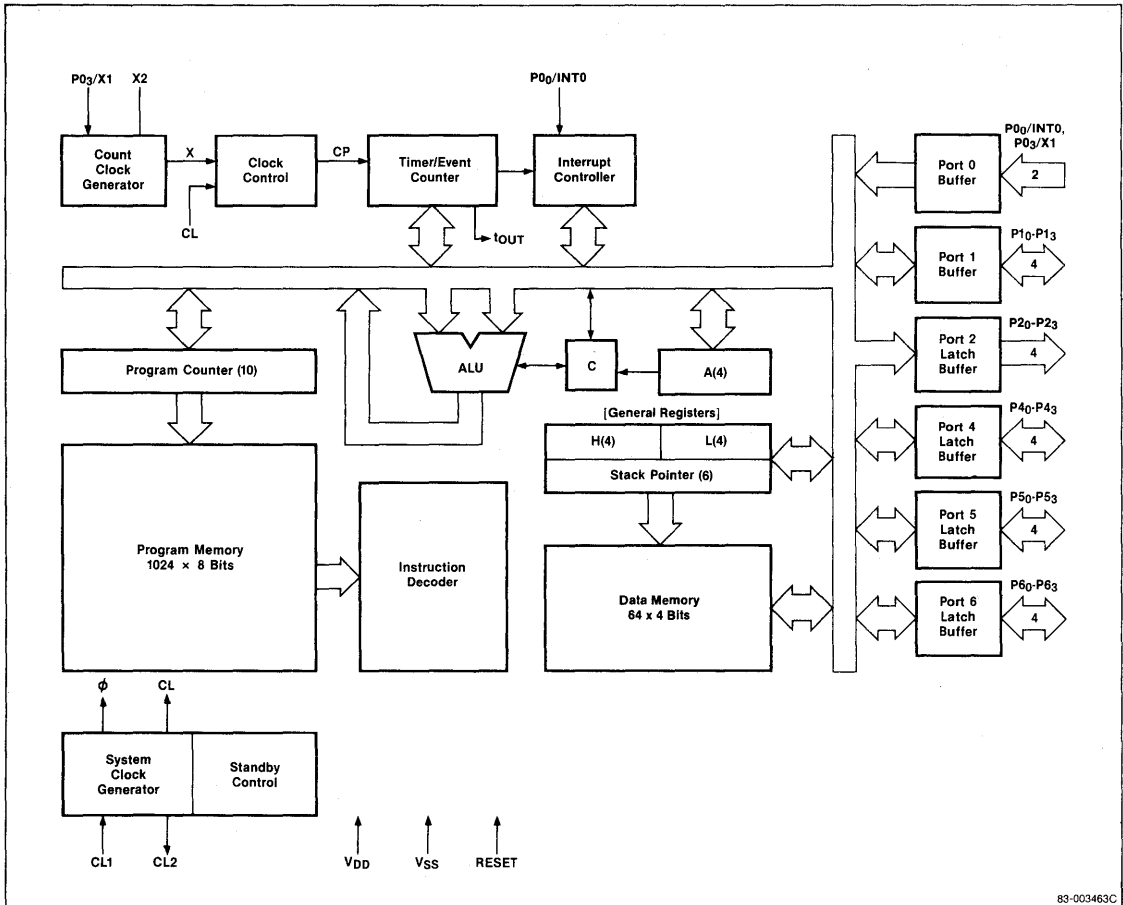 P03/X1 X2 P00/INT0
Count
Clock
Generator
X
Clock
Control
CP
Timer/Event
Counter
Interrupt
Controller
CL
tOUT
P00/INT0,
P03/X1
Port 0
Buffer
2
P10-P13
Port 1
Buffer
4
P20-P23
Port 2
Latch
Buffer
4
P40-P43
Port 4
Latch
Buffer
4
P50-P53
Port 5
Latch
Buffer
4
P60-P63
Port 6
Latch
Buffer
4
Program Counter (10)
ALU
C
A(4)
[General Registers]
H(4) L(4)
Stack Pointer (6)
Program Memory
1024 × 8 Bits
Instruction
Decoder
Data Memory
64 x 4 Bits
ϕ CL
System
Clock
Generator
Standby
Control
CL1 CL2 VDD VSS RESET
83-003463C